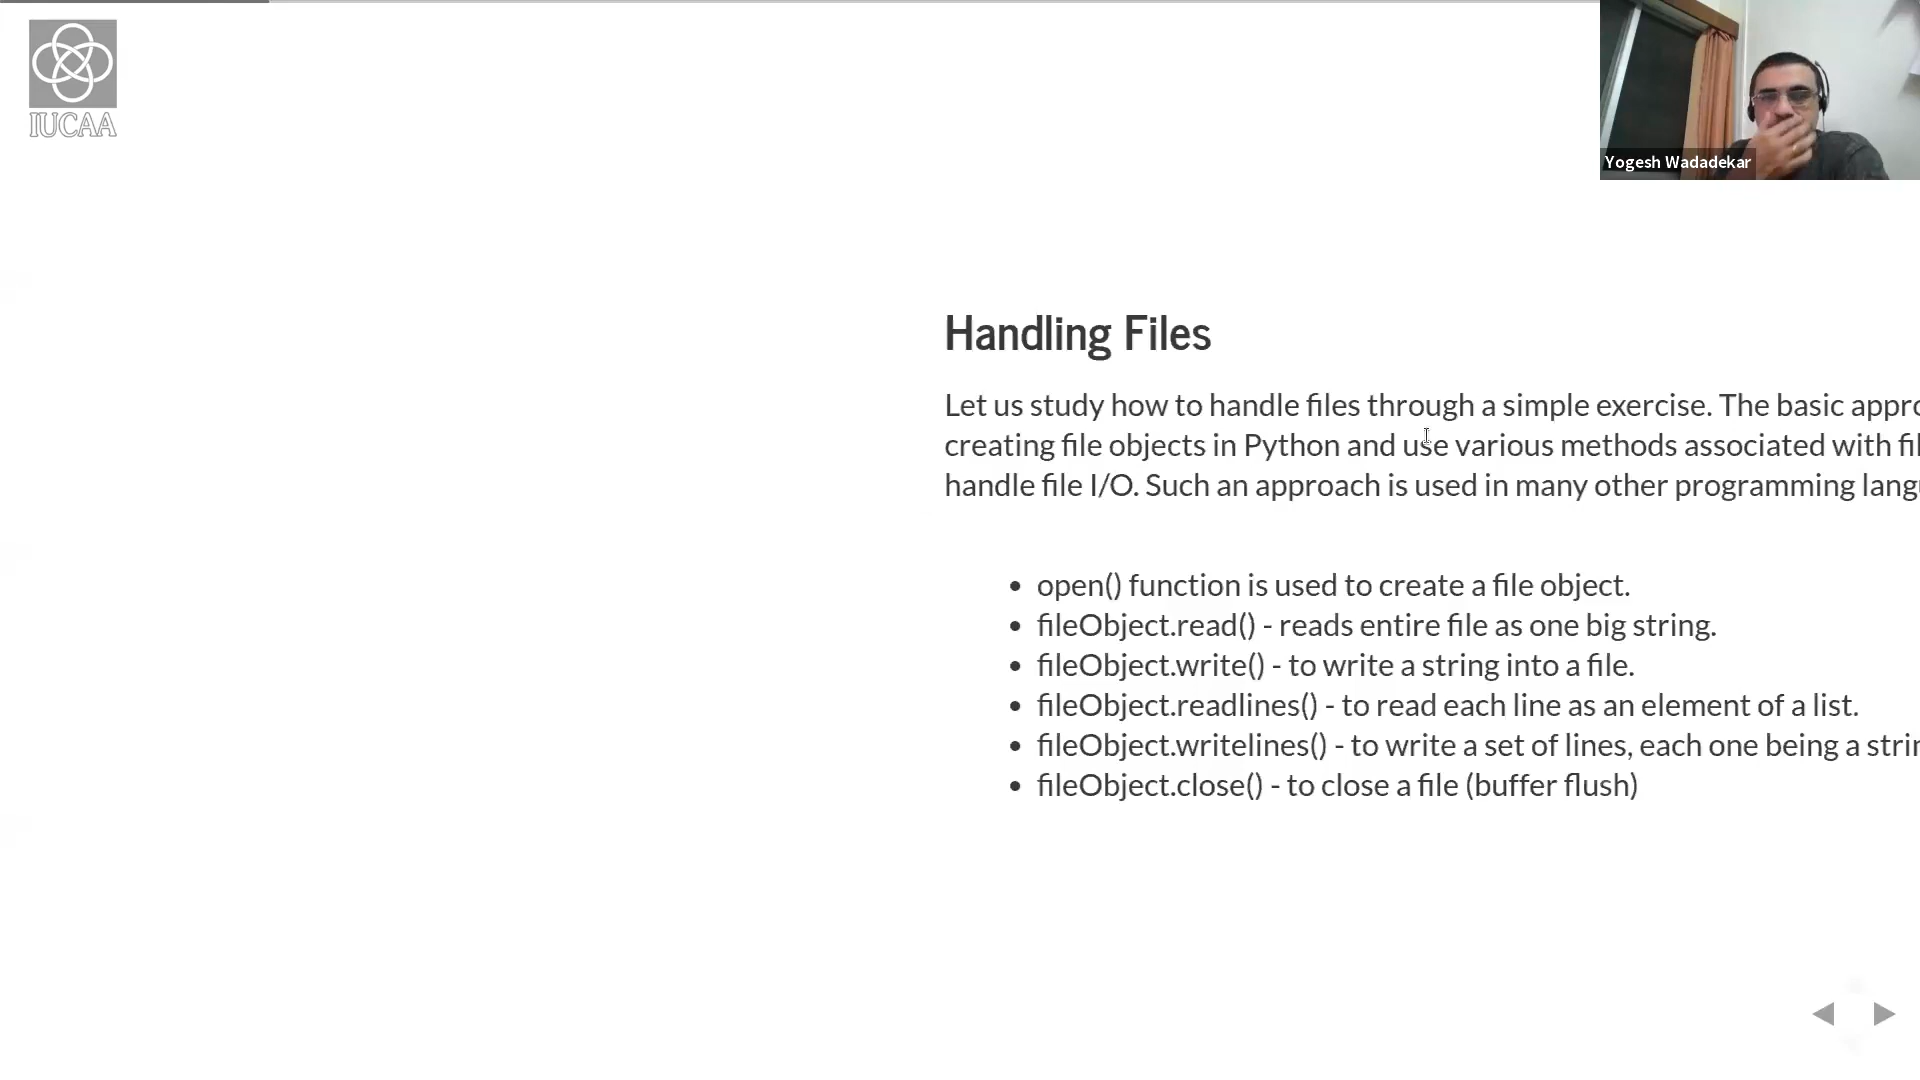 IUCAA
Yogesh Wadadekar
Handling Files
Let us study how to handle files through a simple exercise. The basic
creating file objects in Python and use various methods associated with
handle file I/O. Such an approach is used in many other programming
• open() function is used to create a file object.
• fileObject.read() - reads entire file as one big string.
• fileObject.write() - to write a string into a file.
• fileObject.readlines() - to read each line as an element of a list.
• fileObject.writelines() - to write a set of lines, each one being a
• fileObject.close() - to close a file (buffer flush)